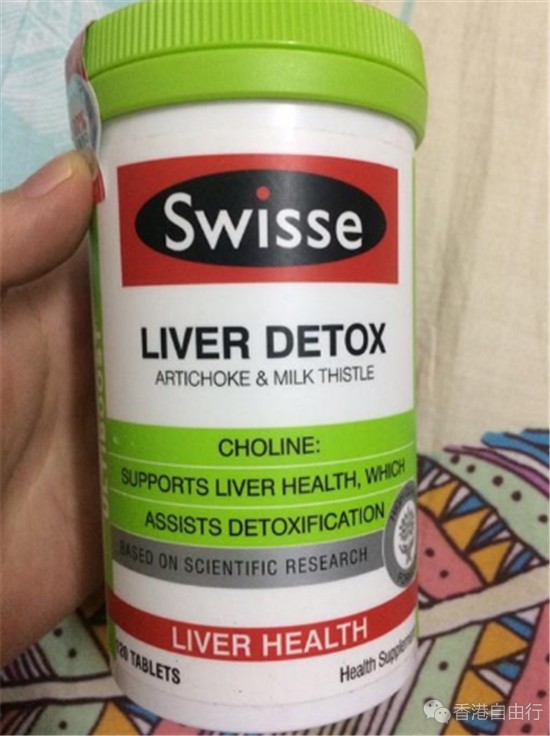 Swisse
LIVER DETOX
ARTICHOKE & MILK THISTLE
CHOLINE:
SUPPORTS LIVER HEALTH, WHICH
ASSISTS DETOXIFICATION
BASED ON SCIENTIFIC RESEARCH
LIVER HEALTH
120 TABLETS
Health Supplement
香港自由行